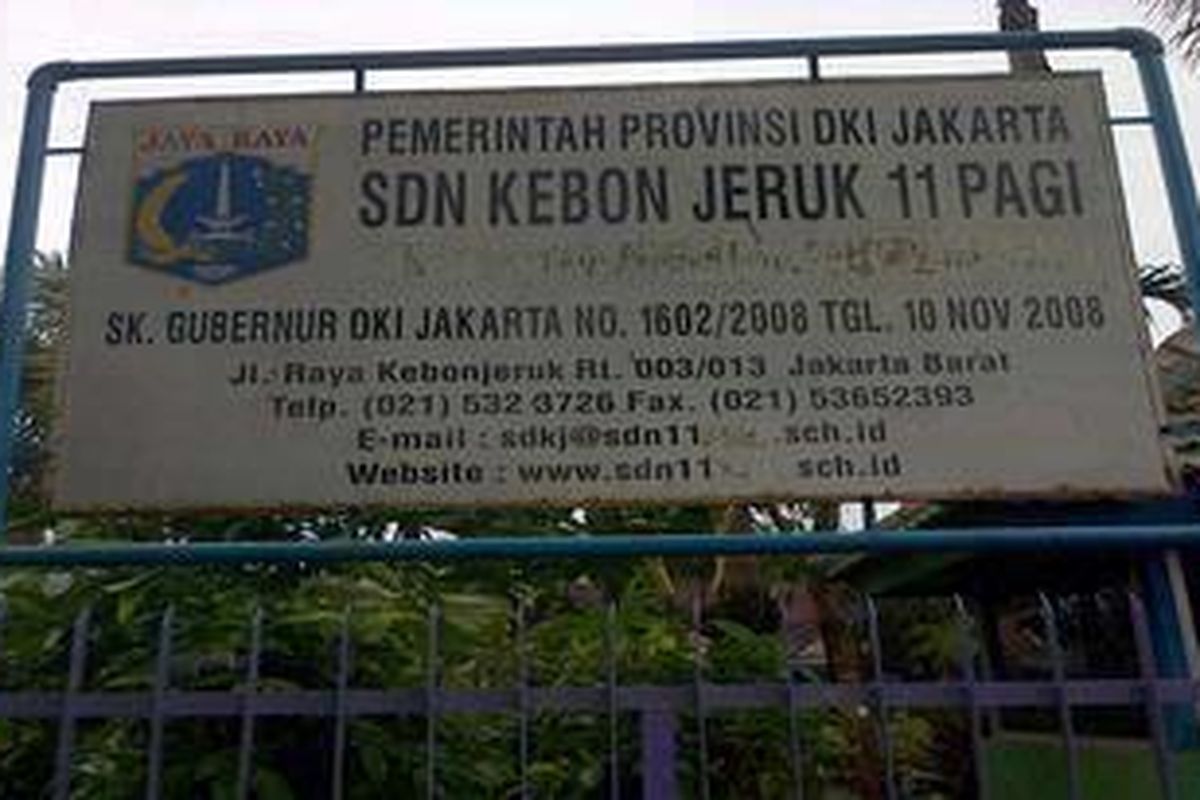 JAYA RAYA
PEMERINTAH PROVINSI DKI JAKARTA
SDN KEBON JERUK 11 PAGI
SK. GUBERNUR DKI JAKARTA NO. 1602/2008 TGL. 10 NOV 2008
Jl. Raya Kebonjeruk Rt. 003/013 Jakarta Barat
Telp. (021) 532 3726 Fax. (021) 53652393
E-mail : sdkj@sdn11 .sch.id
Website : www.sdn11 sch.id